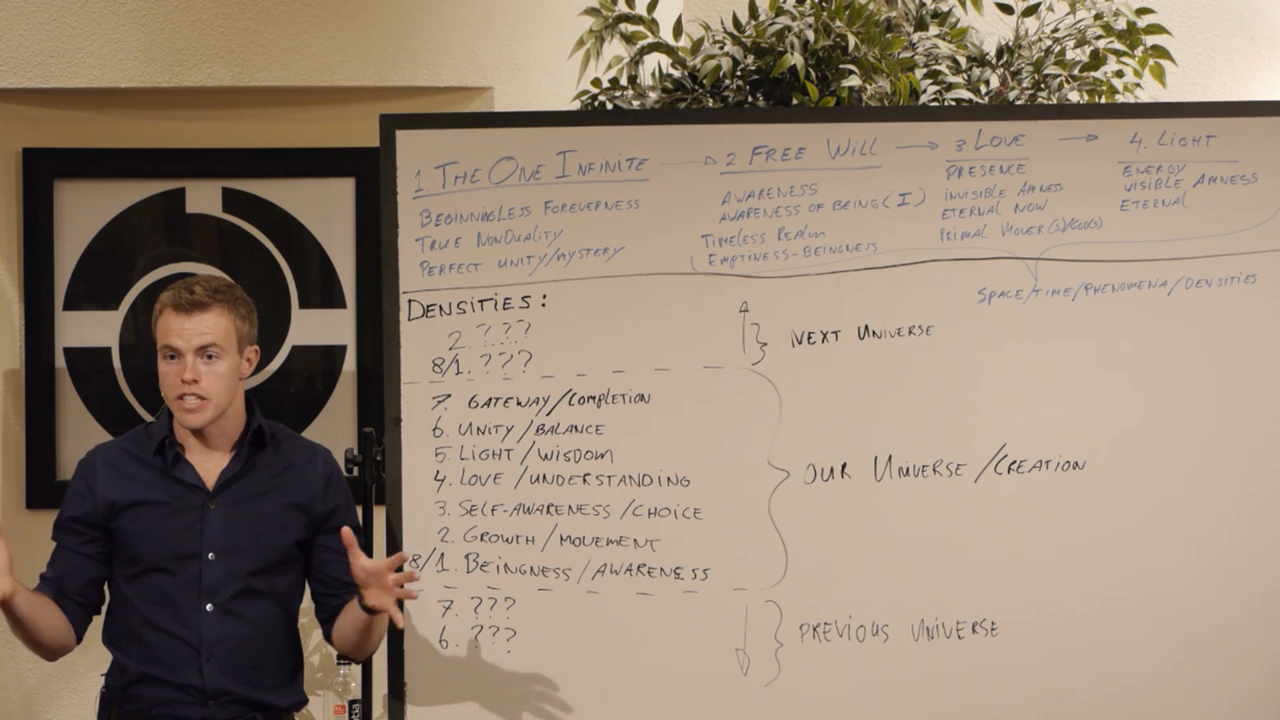 1 THE ONE INFINITE → 2 FREE WILL → 3 LOVE → 4. LIGHT
BEGINNINGLESS FOREVERNESS
TRUE NONDUALITY
PERFECT UNITY/MYSTERY
AWARENESS
AWARENESS OF BEING (I)
TIMELESS REALM
EMPTINESS-BEINGNESS
PRESENCE
INVISIBLE AMNESS
ETERNAL NOW
PRIMAL MOVER(S)/GOD(S)
ENERGY
VISIBLE AMNESS
ETERNAL
SPACE/TIME/PHENOMENA/DENSITIES
DENSITIES:
2. ???
8/1. ???
NEXT UNIVERSE
7. GATEWAY/COMPLETION
6. UNITY/BALANCE
5. LIGHT/WISDOM
4. LOVE/UNDERSTANDING
3. SELF-AWARENESS/CHOICE
2. GROWTH/MOVEMENT
8/1. BEINGNESS/AWARENESS
OUR UNIVERSE/CREATION
7. ???
6. ???
PREVIOUS UNIVERSE